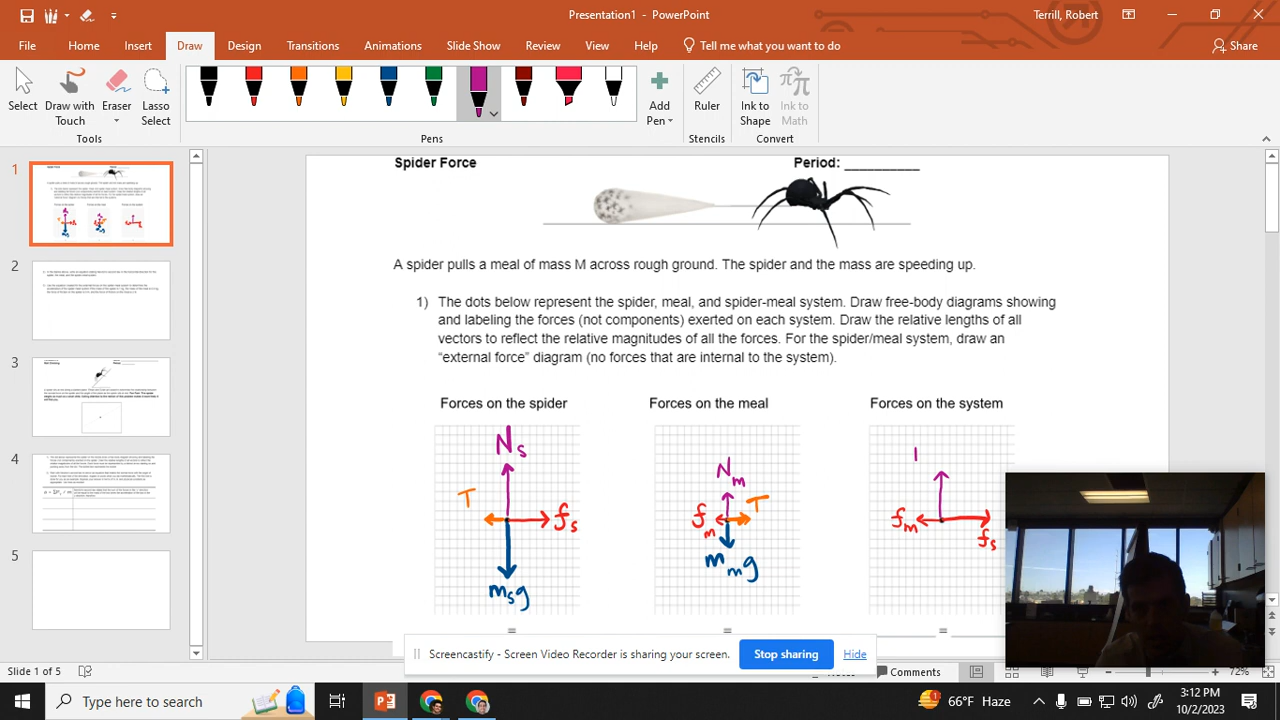 Presentation1 - PowerPoint
Terrill, Robert
File Home Insert Draw Design Transitions Animations Slide Show Review View Help Tell me what you want to do Share
Select
Draw with Touch
Eraser
Lasso Select
Add Pen
Ruler
Ink to Shape
Ink to Math
Tools Pens Stencils Convert
1
2
3
4
5
Spider Force Period: __________
A spider pulls a meal of mass M across rough ground. The spider and the mass are speeding up.
1) The dots below represent the spider, meal, and spider-meal system. Draw free-body diagrams showing
and labeling the forces (not components) exerted on each system. Draw the relative lengths of all
vectors to reflect the relative magnitudes of all the forces. For the spider/meal system, draw an
“external force” diagram (no forces that are internal to the system).
Forces on the spider Forces on the meal Forces on the system
Ns
T
fs
msg
Nm
fm
T
mmg
fm
fs
Screencastify - Screen Video Recorder is sharing your screen. Stop sharing Hide
Slide 1 of 5
Comments
72%
Type here to search
1
66°F Haze
3:12 PM
10/2/2023